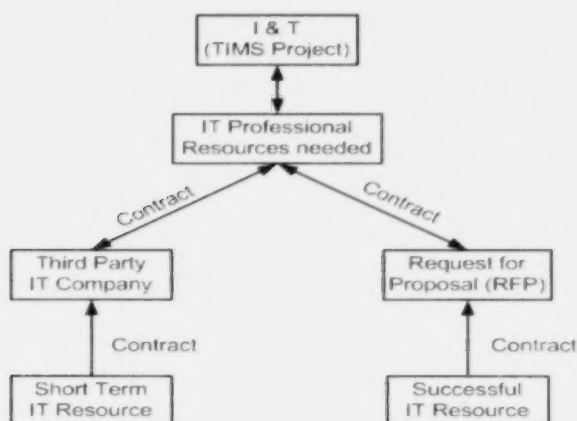 I & T
(TIMS Project)
IT Professional
Resources needed
Contract
Contract
Third Party
IT Company
Request for
Proposal (RFP)
Contract
Contract
Short Term
IT Resource
Successful
IT Resource